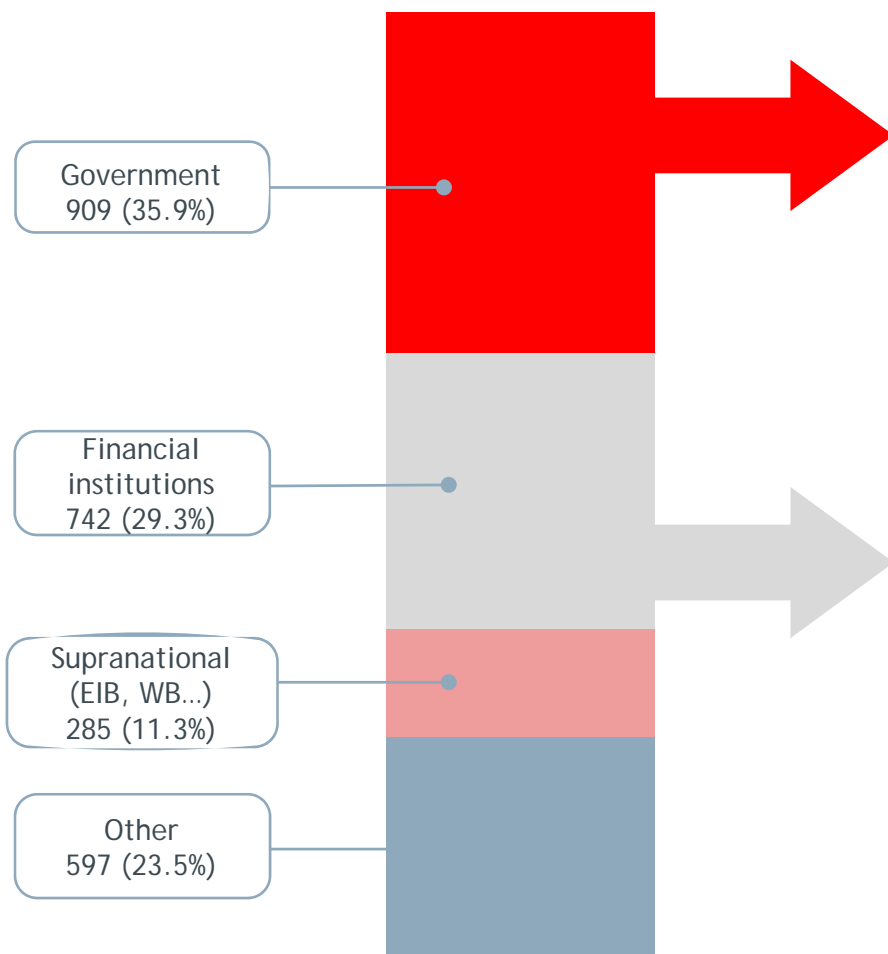 Government
909 (35.9%)
Financial
institutions
742 (29.3%)
Supranational
(EIB, WB...)
285 (11.3%)
Other
597 (23.5%)